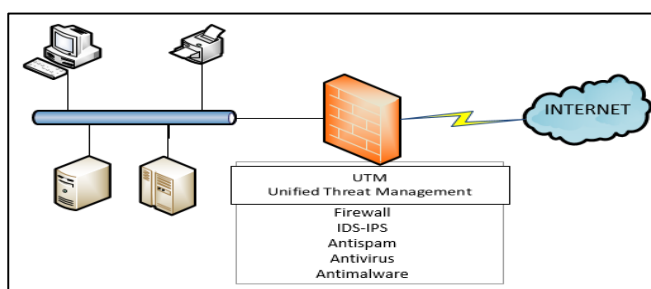 INTERNET
UTM
Unified Threat Management
Firewall
IDS-IPS
Antispam
Antivirus
Antimalware